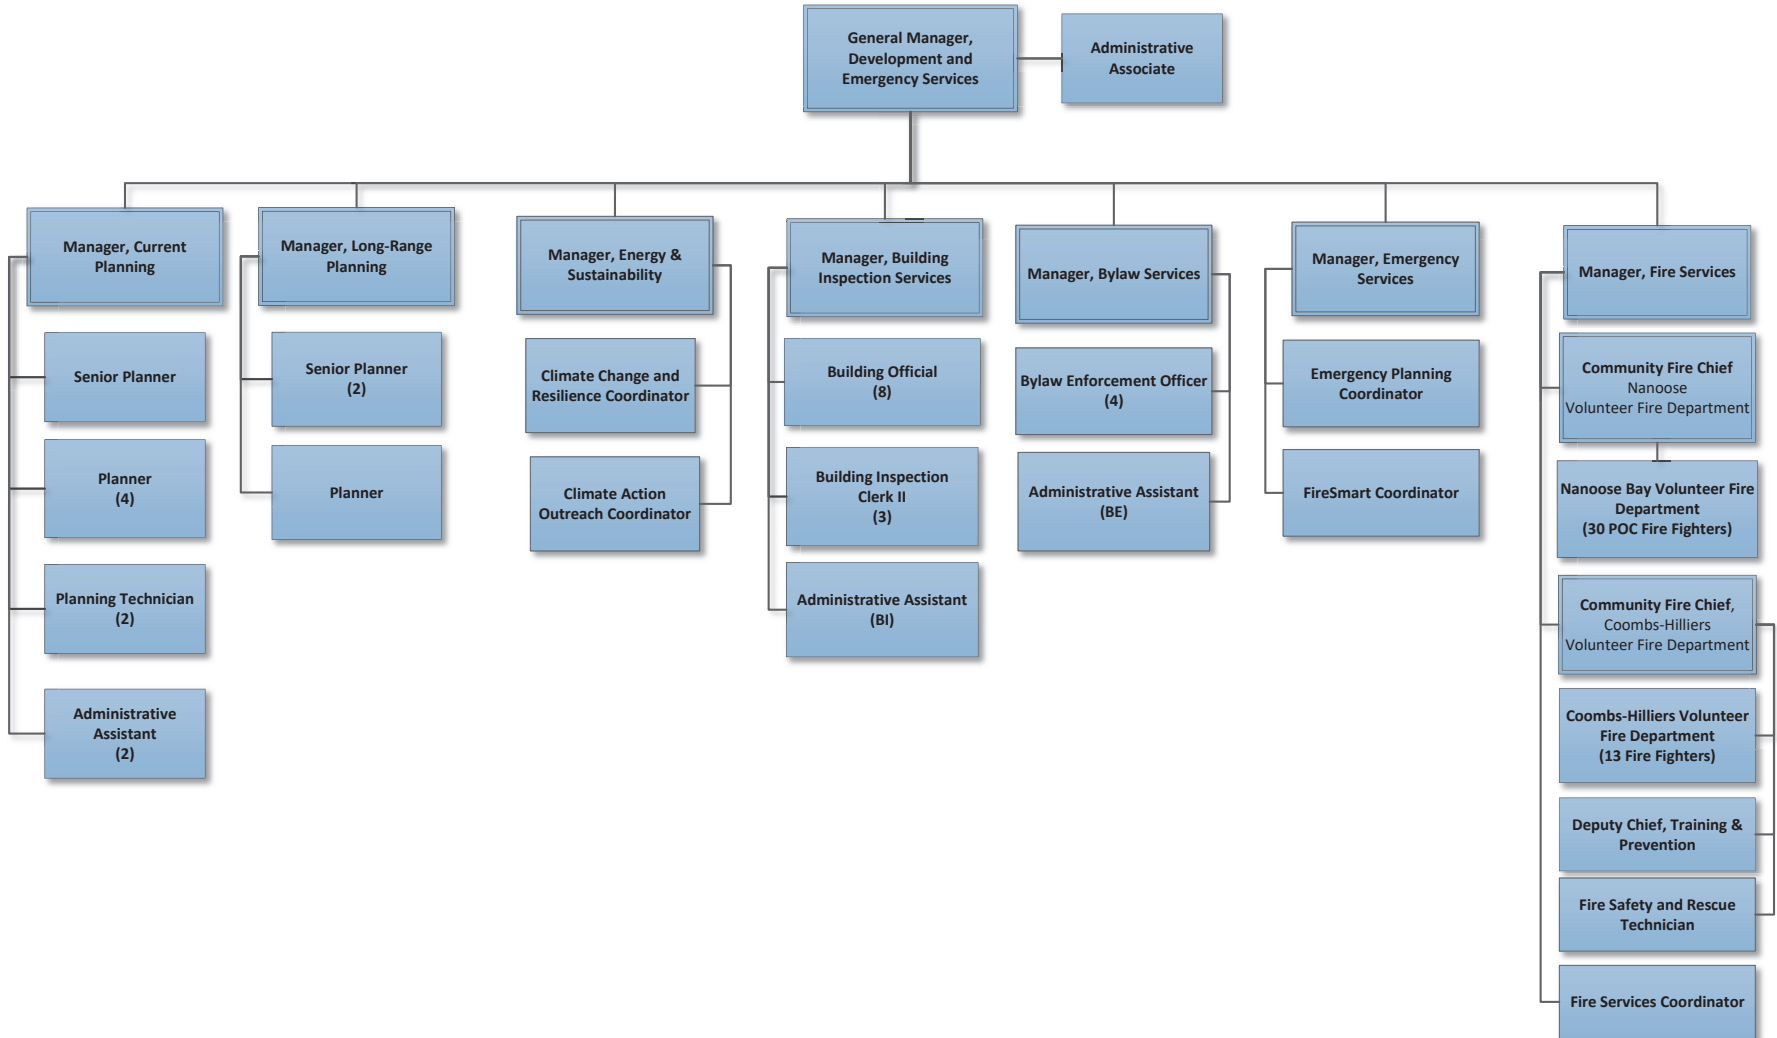 General Manager,
Development and
Emergency Services
Administrative
Associate
Manager, Current
Planning
Senior Planner
Planner
(4)
Planning Technician
(2)
Administrative
Assistant
(2)
Manager, Long-Range
Planning
Senior Planner
(2)
Planner
Manager, Energy &
Sustainability
Climate Change and
Resilience Coordinator
Climate Action
Outreach Coordinator
Manager, Building
Inspection Services
Building Official
(8)
Building Inspection
Clerk II
(3)
Administrative Assistant
(BI)
Manager, Bylaw Services
Bylaw Enforcement Officer
(4)
Administrative Assistant
(BE)
Manager, Emergency
Services
Emergency Planning
Coordinator
FireSmart Coordinator
Manager, Fire Services
Community Fire Chief
Nanoose
Volunteer Fire Department
Nanoose Bay Volunteer Fire
Department
(30 POC Fire Fighters)
Community Fire Chief,
Coombs-Hilliers
Volunteer Fire Department
Coombs-Hilliers Volunteer
Fire Department
(13 Fire Fighters)
Deputy Chief, Training &
Prevention
Fire Safety and Rescue
Technician
Fire Services Coordinator